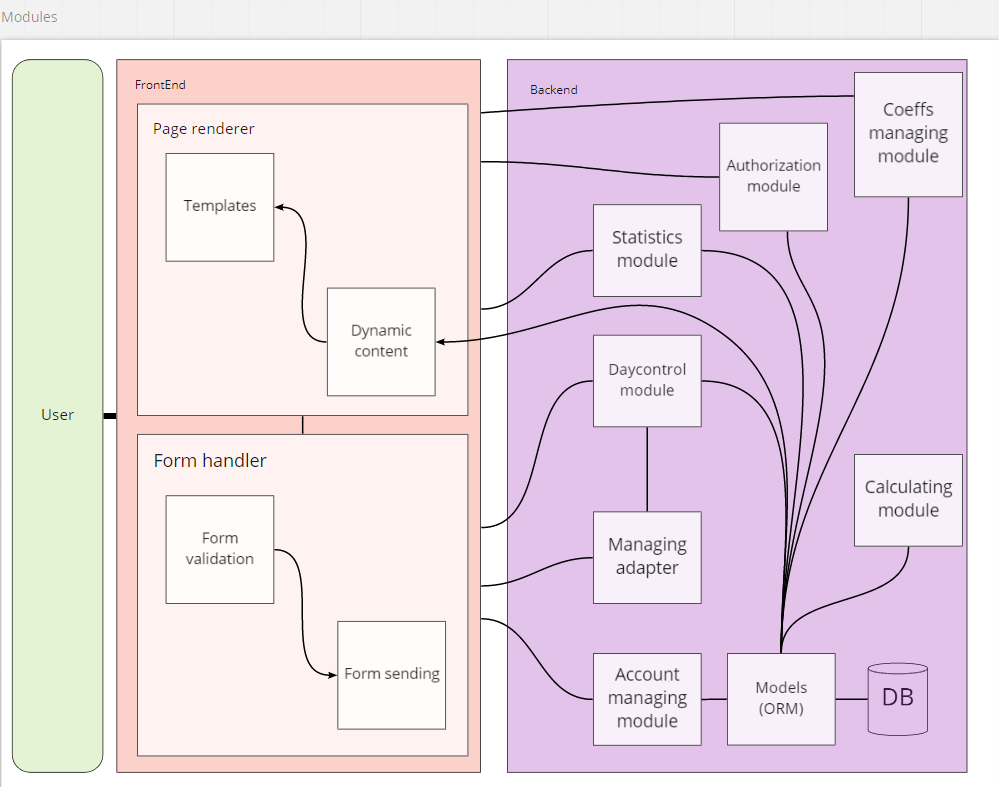 Modules
FrontEnd
Page renderer
Templates
Dynamic
content
User
Form handler
Form
validation
Form sending
Backend
Coeffs
managing
module
Authorization
module
Statistics
module
Daycontrol
module
Calculating
module
Managing
adapter
Account
managing
module
Models
(ORM)
DB